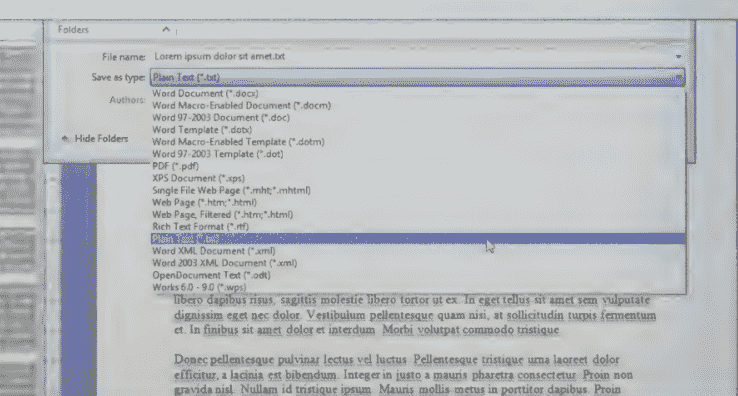 Folders
File name: Lorem ipsum dolor sit amet.txt
Save as type: Plain Text (*.txt)
Authors:
Word Document (*.docx)
Word Macro-Enabled Document (*.docm)
Word 97-2003 Document (*.doc)
Word Template (*.dotx)
Word Macro-Enabled Template (*.dotm)
Hide Folders
Word 97-2003 Template (*.dot)
PDF (*.pdf)
XPS Document (*.xps)
Single File Web Page (*.mht;*.mhtml)
Web Page (*.htm;*.html)
Web Page, Filtered (*.htm;*.html)
Rich Text Format (*.rtf)
Plain Text (*.txt)
Word XML Document (*.xml)
Word 2003 XML Document (*.xml)
OpenDocument Text (*.odt)
Works 6.0 - 9.0 (*.wps)
libero dapibus risus, sagittis molestie libero tortor ut ex. In eget tellus sit amet sem vulputate
dignissim eget nec dolor. Vestibulum pellentesque quam nisi, at sollicitudin turpis fermentum
et. In finibus sit amet dolor et interdum. Morbi volutpat commodo tristique.
Donec pellentesque pulvinar lectus vel luctus. Pellentesque tristique urna laoreet dolor
efficitur, a lacinia est bibendum. Integer in justo a mauris pharetra consectetur. Proin non
gravida nisl. Nullam id tristique ipsum. Mauris mollis metus in porttitor dapibus. Proin